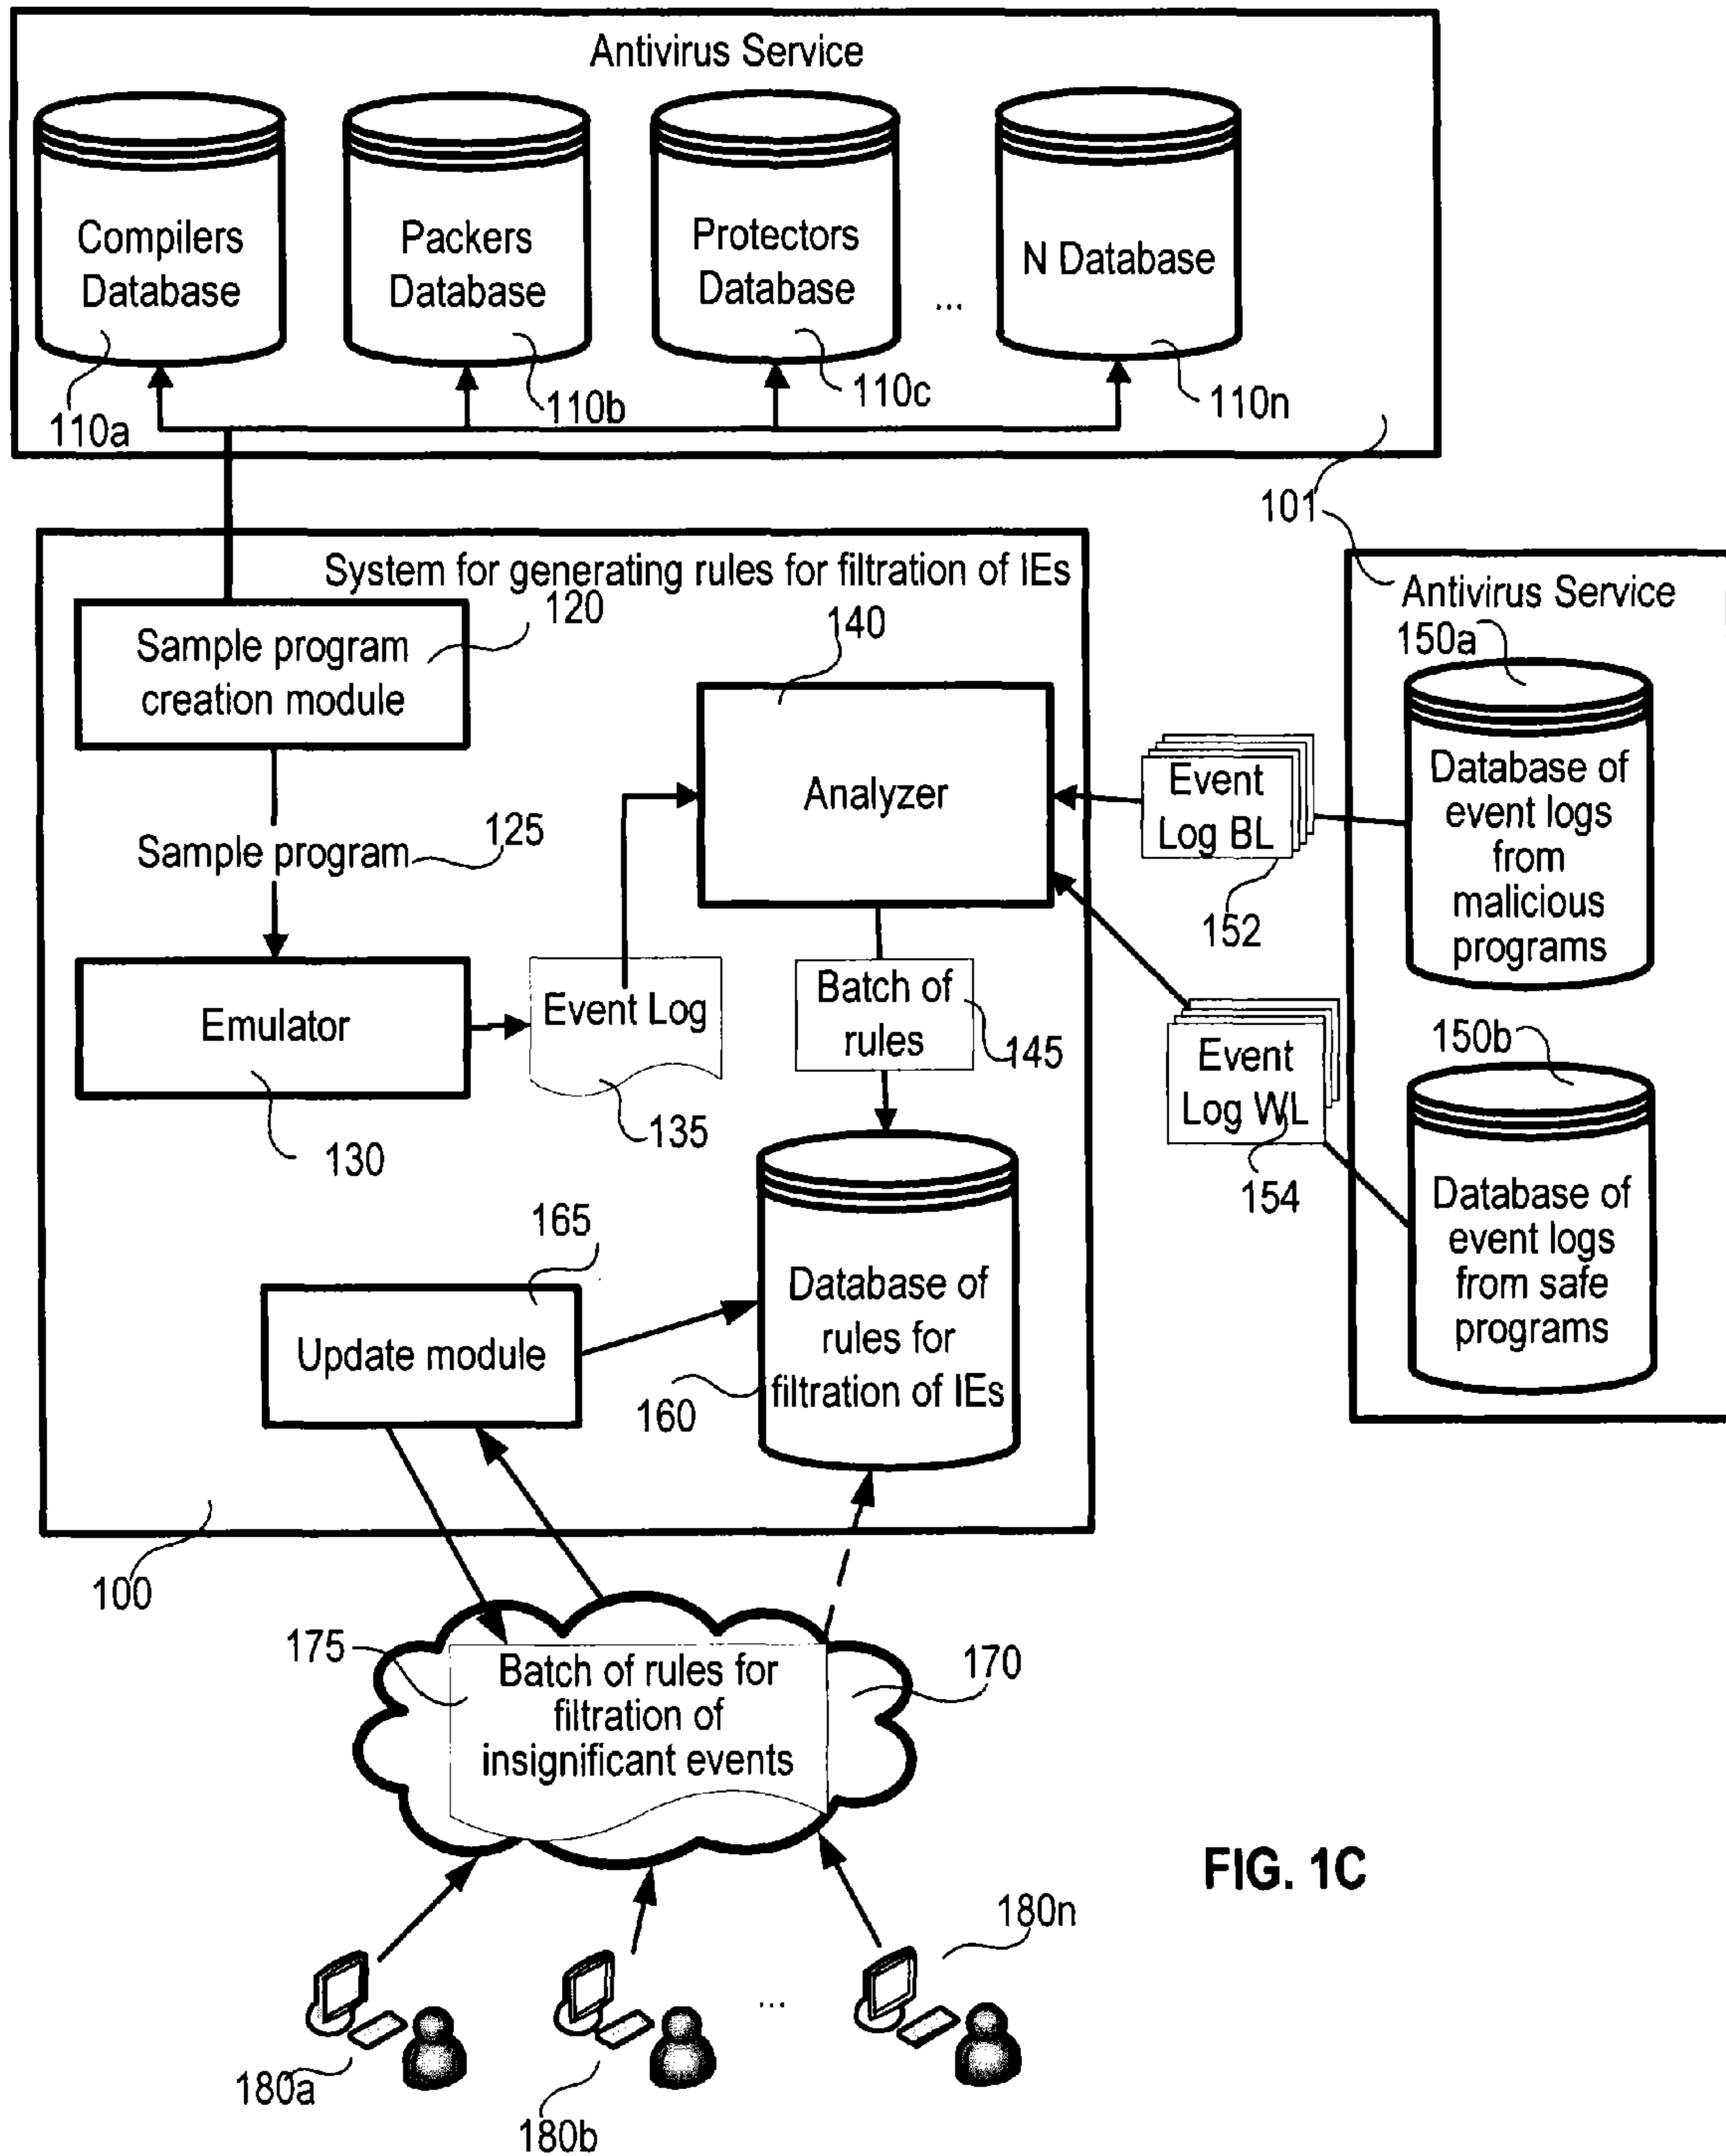 Antivirus Service
Compilers
Database
Packers
Database
Protectors
Database
...
N Database
110a
110b
110c
110n
101
System for generating rules for filtration of IEs
120
Sample program
creation module
140
Analyzer
Sample program
125
Emulator
130
Event Log
135
Batch of
rules
145
Event
Log BL
152
Event
Log WL
154
Antivirus Service
150a
Database of
event logs
from
malicious
programs
150b
Database of
event logs
from safe
programs
165
Update module
Database of
rules for
filtration of IEs
160
100
175
Batch of rules for
filtration of
insignificant events
170
FIG. 1C
180a
180b
...
180n